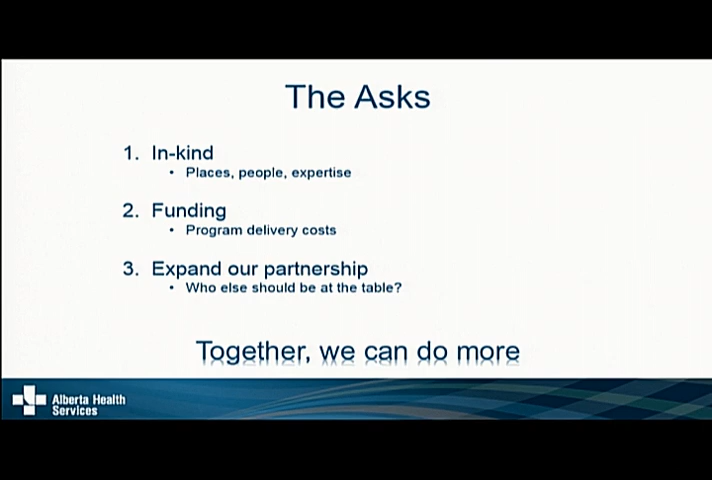 The Asks
1. In-kind
• Places, people, expertise
2. Funding
• Program delivery costs
3. Expand our partnership
• Who else should be at the table?
Together, we can do more
Alberta Health
Services